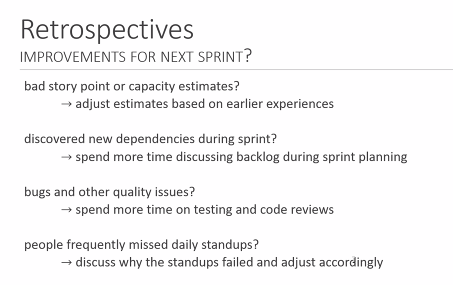 Retrospectives
IMPROVEMENTS FOR NEXT SPRINT?
bad story point or capacity estimates?
→ adjust estimates based on earlier experiences
discovered new dependencies during sprint?
→ spend more time discussing backlog during sprint planning
bugs and other quality issues?
→ spend more time on testing and code reviews
people frequently missed daily standups?
→ discuss why the standups failed and adjust accordingly